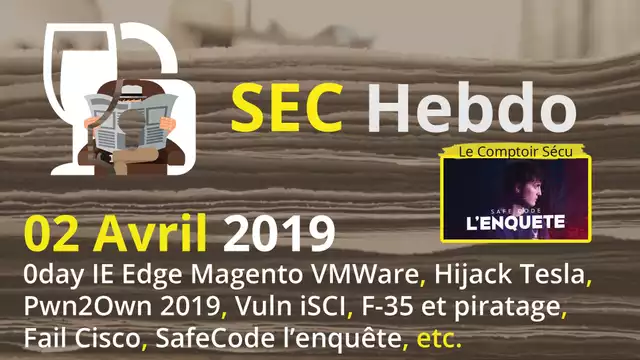 SEC Hebdo
Le Comptoir Sécu
SAFE CODE
L'ENQUETE
02 Avril 2019
0day IE Edge Magento VMWare, Hijack Tesla,
Pwn2Own 2019, Vuln iSCI, F-35 et piratage,
Fail Cisco, SafeCode l’enquête, etc.